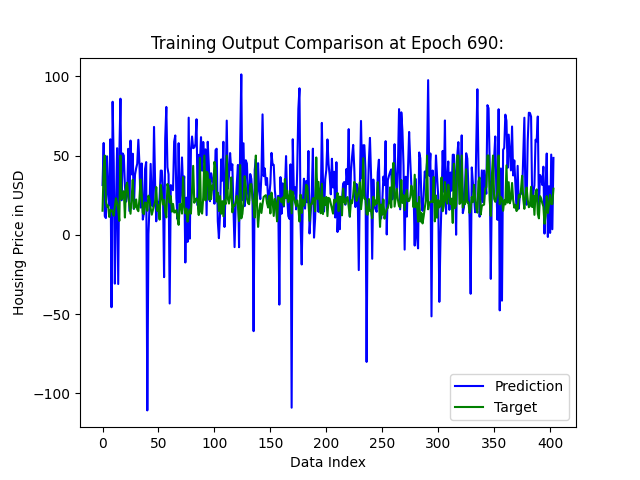 Training Output Comparison at Epoch 690:
Housing Price in USD
100
50
0
−50
−100
Prediction
Target
0 50 100 150 200 250 300 350 400
Data Index